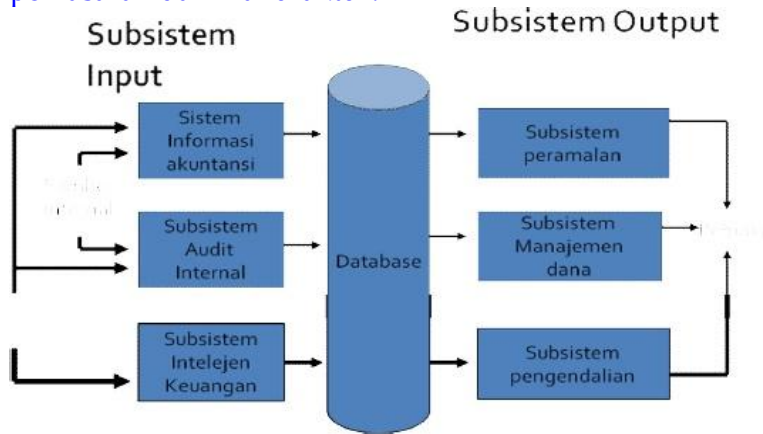 Subsistem
Input
Subsistem Output
Sistem
Informasi
akuntansi
Subsistem
Audit
Internal
Subsistem
Intelejen
Keuangan
Database
Subsistem
peramalan
Subsistem
Manajemen
dana
Subsistem
pengendalian